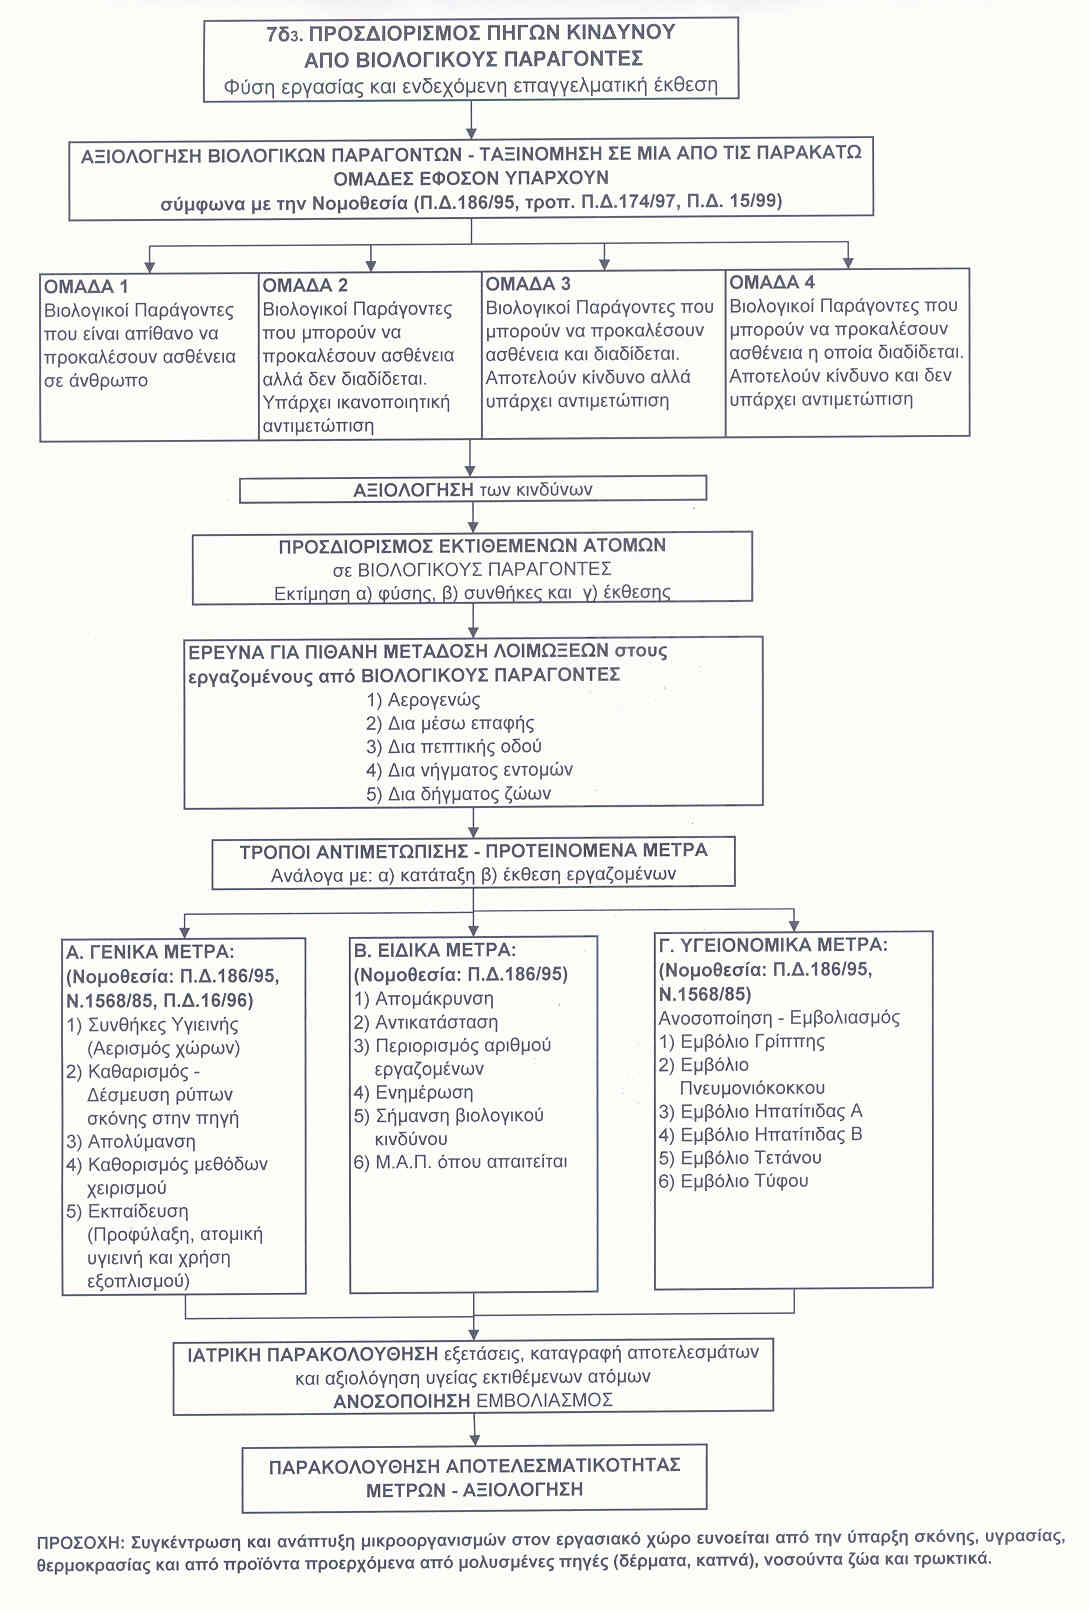 7δ3. ΠΡΟΣΔΙΟΡΙΣΜΟΣ ΠΗΓΩΝ ΚΙΝΔΥΝΟΥ
ΑΠΟ ΒΙΟΛΟΓΙΚΟΥΣ ΠΑΡΑΓΟΝΤΕΣ
Φύση εργασίας και ενδεχόμενη επαγγελματική έκθεση
ΑΞΙΟΛΟΓΗΣΗ ΒΙΟΛΟΓΙΚΩΝ ΠΑΡΑΓΟΝΤΩΝ - ΤΑΞΙΝΟΜΗΣΗ ΣΕ ΜΙΑ ΑΠΟ ΤΙΣ ΠΑΡΑΚΑΤΩ
ΟΜΑΔΕΣ ΕΦΟΣΟΝ ΥΠΑΡΧΟΥΝ
σύμφωνα με την Νομοθεσία (Π.Δ.186/95, τροπ. Π.Δ.174/97, Π.Δ. 15/99)
ΟΜΑΔΑ 1
Βιολογικοί Παράγοντες
που είναι απίθανο να
προκαλέσουν ασθένεια
σε άνθρωπο
ΟΜΑΔΑ 2
Βιολογικοί Παράγοντες
που μπορούν να
προκαλέσουν ασθένεια
αλλά δεν διαδίδεται.
Υπάρχει ικανοποιητική
αντιμετώπιση
ΟΜΑΔΑ 3
Βιολογικοί Παράγοντες που
μπορούν να προκαλέσουν
ασθένεια και διαδίδεται.
Αποτελούν κίνδυνο αλλά
υπάρχει αντιμετώπιση
ΟΜΑΔΑ 4
Βιολογικοί Παράγοντες που
μπορούν να προκαλέσουν
ασθένεια η οποία διαδίδεται.
Αποτελούν κίνδυνο και δεν
υπάρχει αντιμετώπιση
ΑΞΙΟΛΟΓΗΣΗ των κινδύνων
ΠΡΟΣΔΙΟΡΙΣΜΟΣ ΕΚΤΙΘΕΜΕΝΩΝ ΑΤΟΜΩΝ
σε ΒΙΟΛΟΓΙΚΟΥΣ ΠΑΡΑΓΟΝΤΕΣ
Εκτίμηση α) φύσης, β) συνθήκες και γ) έκθεσης
ΕΡΕΥΝΑ ΓΙΑ ΠΙΘΑΝΗ ΜΕΤΑΔΟΣΗ ΛΟΙΜΩΞΕΩΝ στους
εργαζομένους από ΒΙΟΛΟΓΙΚΟΥΣ ΠΑΡΑΓΟΝΤΕΣ
1) Αερογενώς
2) Δια μέσω επαφής
3) Δια πεπτικής οδού
4) Δια νήγματος εντομών
5) Δια δήγματος ζώων
ΤΡΟΠΟΙ ΑΝΤΙΜΕΤΩΠΙΣΗΣ - ΠΡΟΤΕΙΝΟΜΕΝΑ ΜΕΤΡΑ
Ανάλογα με: α) κατάταξη β) έκθεση εργαζομένων
Α. ΓΕΝΙΚΑ ΜΕΤΡΑ:
(Νομοθεσία: Π.Δ.186/95,
Ν.1568/85, Π.Δ.16/96)
1) Συνθήκες Υγιεινής
(Αερισμός χώρων)
2) Καθαρισμός -
Δέσμευση ρύπων
σκόνης στην πηγή
3) Απολύμανση
4) Καθορισμός μεθόδων
χειρισμού
5) Εκπαίδευση
(Προφύλαξη, ατομική
υγιεινή και χρήση
εξοπλισμού)
Β. ΕΙΔΙΚΑ ΜΕΤΡΑ:
(Νομοθεσία: Π.Δ.186/95)
1) Απομάκρυνση
2) Αντικατάσταση
3) Περιορισμός αριθμού
εργαζομένων
4) Ενημέρωση
5) Σήμανση βιολογικού
κινδύνου
6) Μ.Α.Π. όπου απαιτείται
Γ. ΥΓΕΙΟΝΟΜΙΚΑ ΜΕΤΡΑ:
(Νομοθεσία: Π.Δ.186/95,
Ν.1568/85)
Ανοσοποίηση - Εμβολιασμός
1) Εμβόλιο Γρίππης
2) Εμβόλιο
Πνευμονιόκοκκου
3) Εμβόλιο Ηπατίτιδας Α
4) Εμβόλιο Ηπατίτιδας Β
5) Εμβόλιο Τετάνου
6) Εμβόλιο Τύφου
ΙΑΤΡΙΚΗ ΠΑΡΑΚΟΛΟΥΘΗΣΗ εξετάσεις, καταγραφή αποτελεσμάτων
και αξιολόγηση υγείας εκτιθέμενων ατόμων
ΑΝΟΣΟΠΟΙΗΣΗ ΕΜΒΟΛΙΑΣΜΟΣ
ΠΑΡΑΚΟΛΟΥΘΗΣΗ ΑΠΟΤΕΛΕΣΜΑΤΙΚΟΤΗΤΑΣ
ΜΕΤΡΩΝ - ΑΞΙΟΛΟΓΗΣΗ
ΠΡΟΣΟΧΗ: Συγκέντρωση και ανάπτυξη μικροοργανισμών στον εργασιακό χώρο ευνοείται από την ύπαρξη σκόνης, υγρασίας,
θερμοκρασίας και από προϊόντα προερχόμενα από μολυσμένες πηγές (δέρματα, καπνά), νοσούντα ζώα και τρωκτικά.